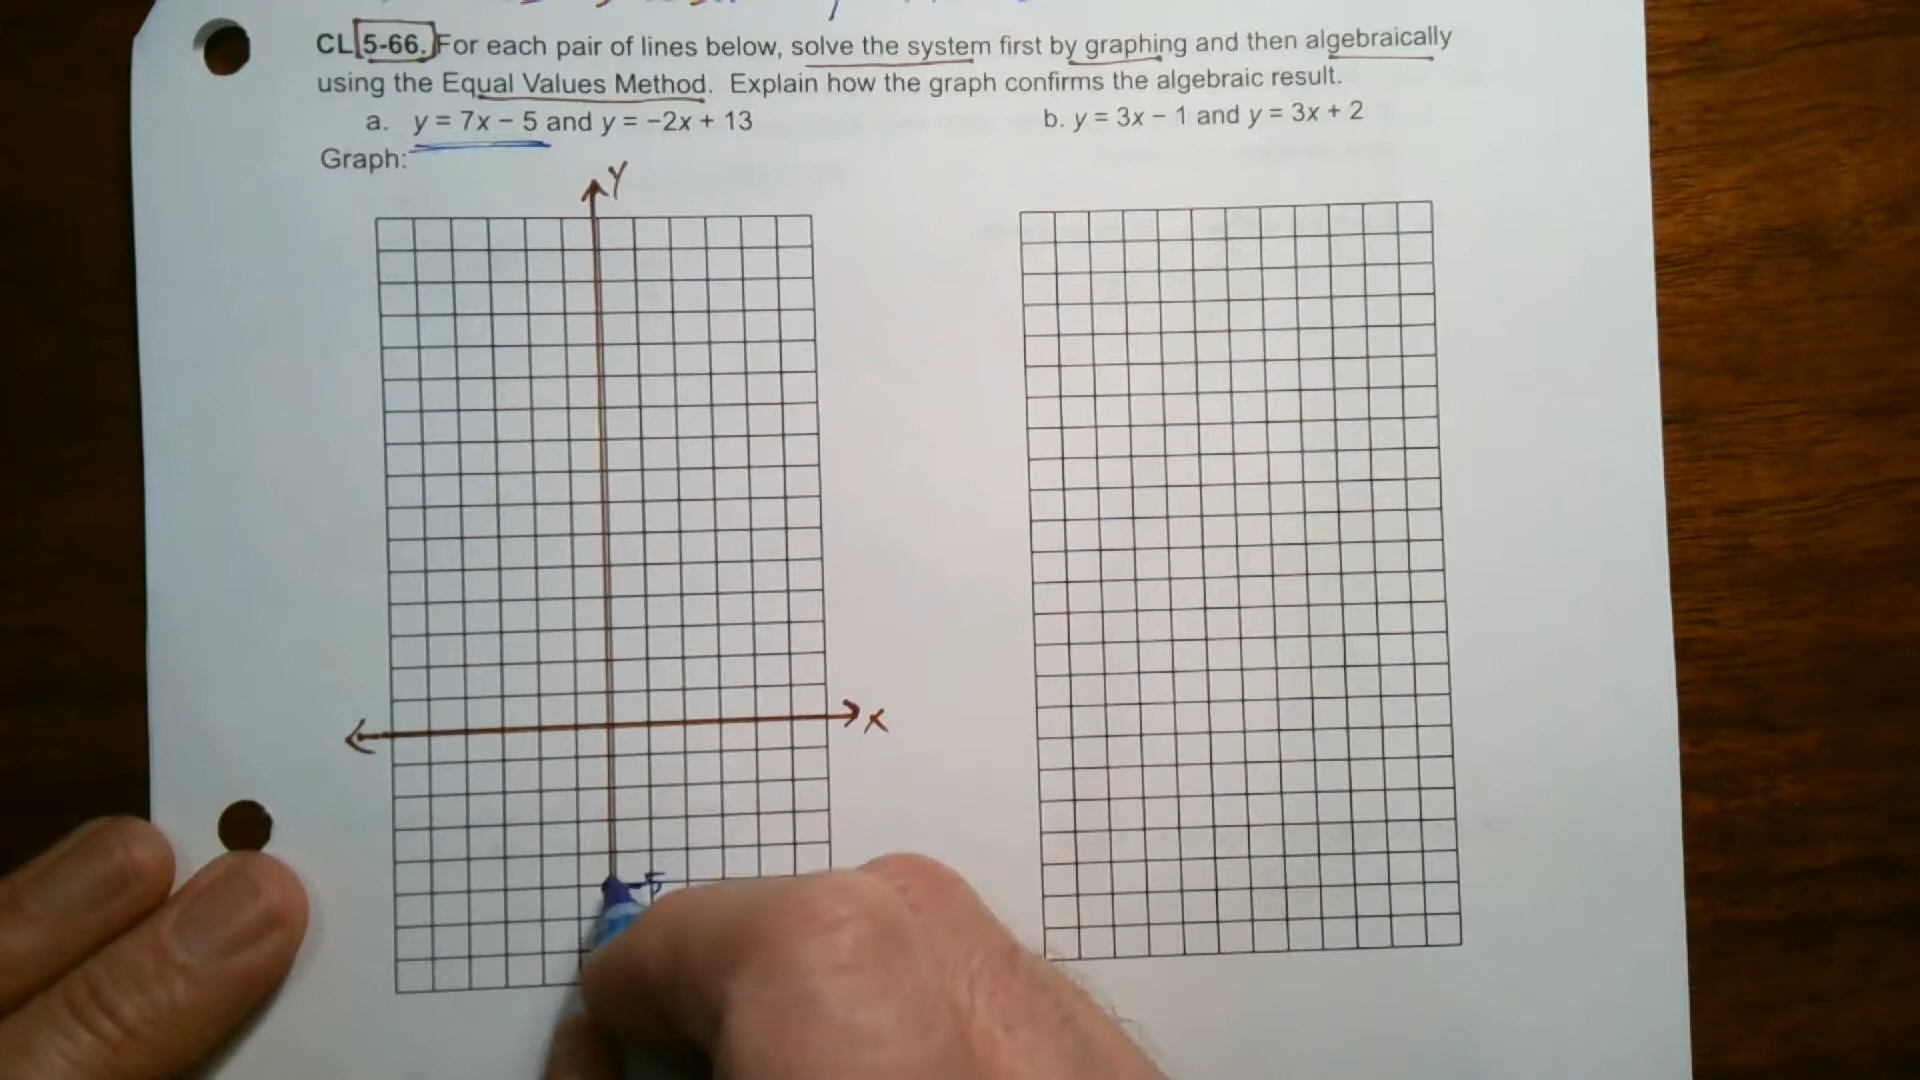 CL 5-66. For each pair of lines below, solve the system first by graphing and then algebraically
using the Equal Values Method. Explain how the graph confirms the algebraic result.
a. y = 7x − 5 and y = −2x + 13
b. y = 3x − 1 and y = 3x + 2
Graph:
Y
X
-5